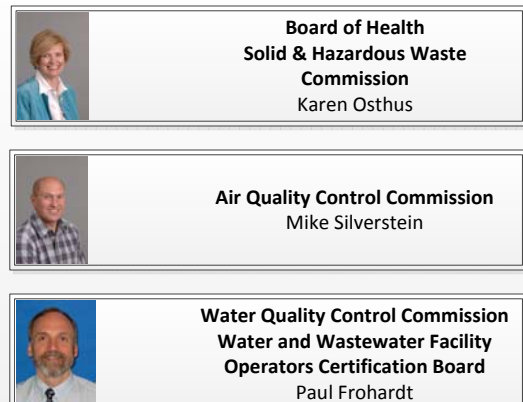 Board of Health
Solid & Hazardous Waste
Commission
Karen Osthus
Air Quality Control Commission
Mike Silverstein
Water Quality Control Commission
Water and Wastewater Facility
Operators Certification Board
Paul Frohardt